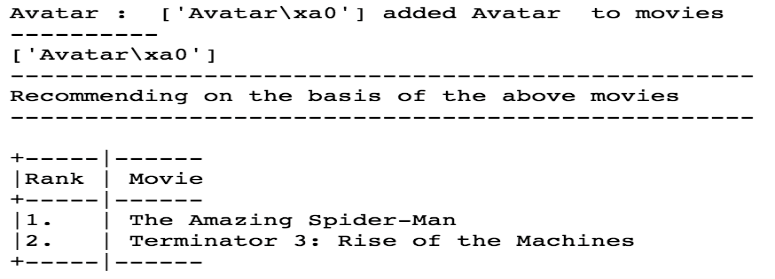 Avatar :  ['Avatar\xa0'] added Avatar  to movies
----------
['Avatar\xa0']
--------------------------------------------------
Recommending on the basis of the above movies
--------------------------------------------------
+-----|------
|Rank | Movie
+-----|------
|1.   | The Amazing Spider-Man
|2.   | Terminator 3: Rise of the Machines
+-----|------